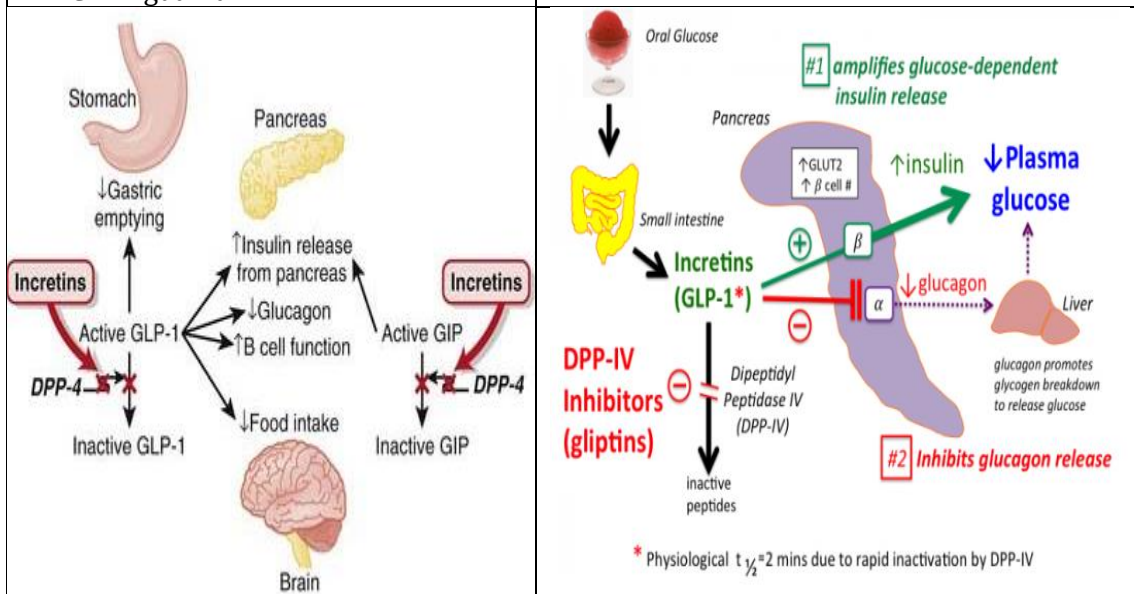 Stomach
Pancreas
↓Gastric
emptying
↑Insulin release
from pancreas
Incretins
Incretins
↓Glucagon
Active GLP-1
Active GIP
↑B cell function
DPP-4
DPP-4
↓Food intake
Inactive GLP-1
Inactive GIP
Brain
Oral Glucose
#1 amplifies glucose-dependent
insulin release
Pancreas
↑GLUT2
↑ β cell #
↑insulin
↓Plasma
glucose
Small intestine
+
β
Incretins
(GLP-1*)
↓glucagon
α
Liver
−
DPP-IV
Inhibitors
(gliptins)
−
Dipeptidyl
Peptidase IV
(DPP-IV)
glucagon promotes
glycogen breakdown
to release glucose
#2 Inhibits glucagon release
inactive
peptides
* Physiological t ½=2 mins due to rapid inactivation by DPP-IV